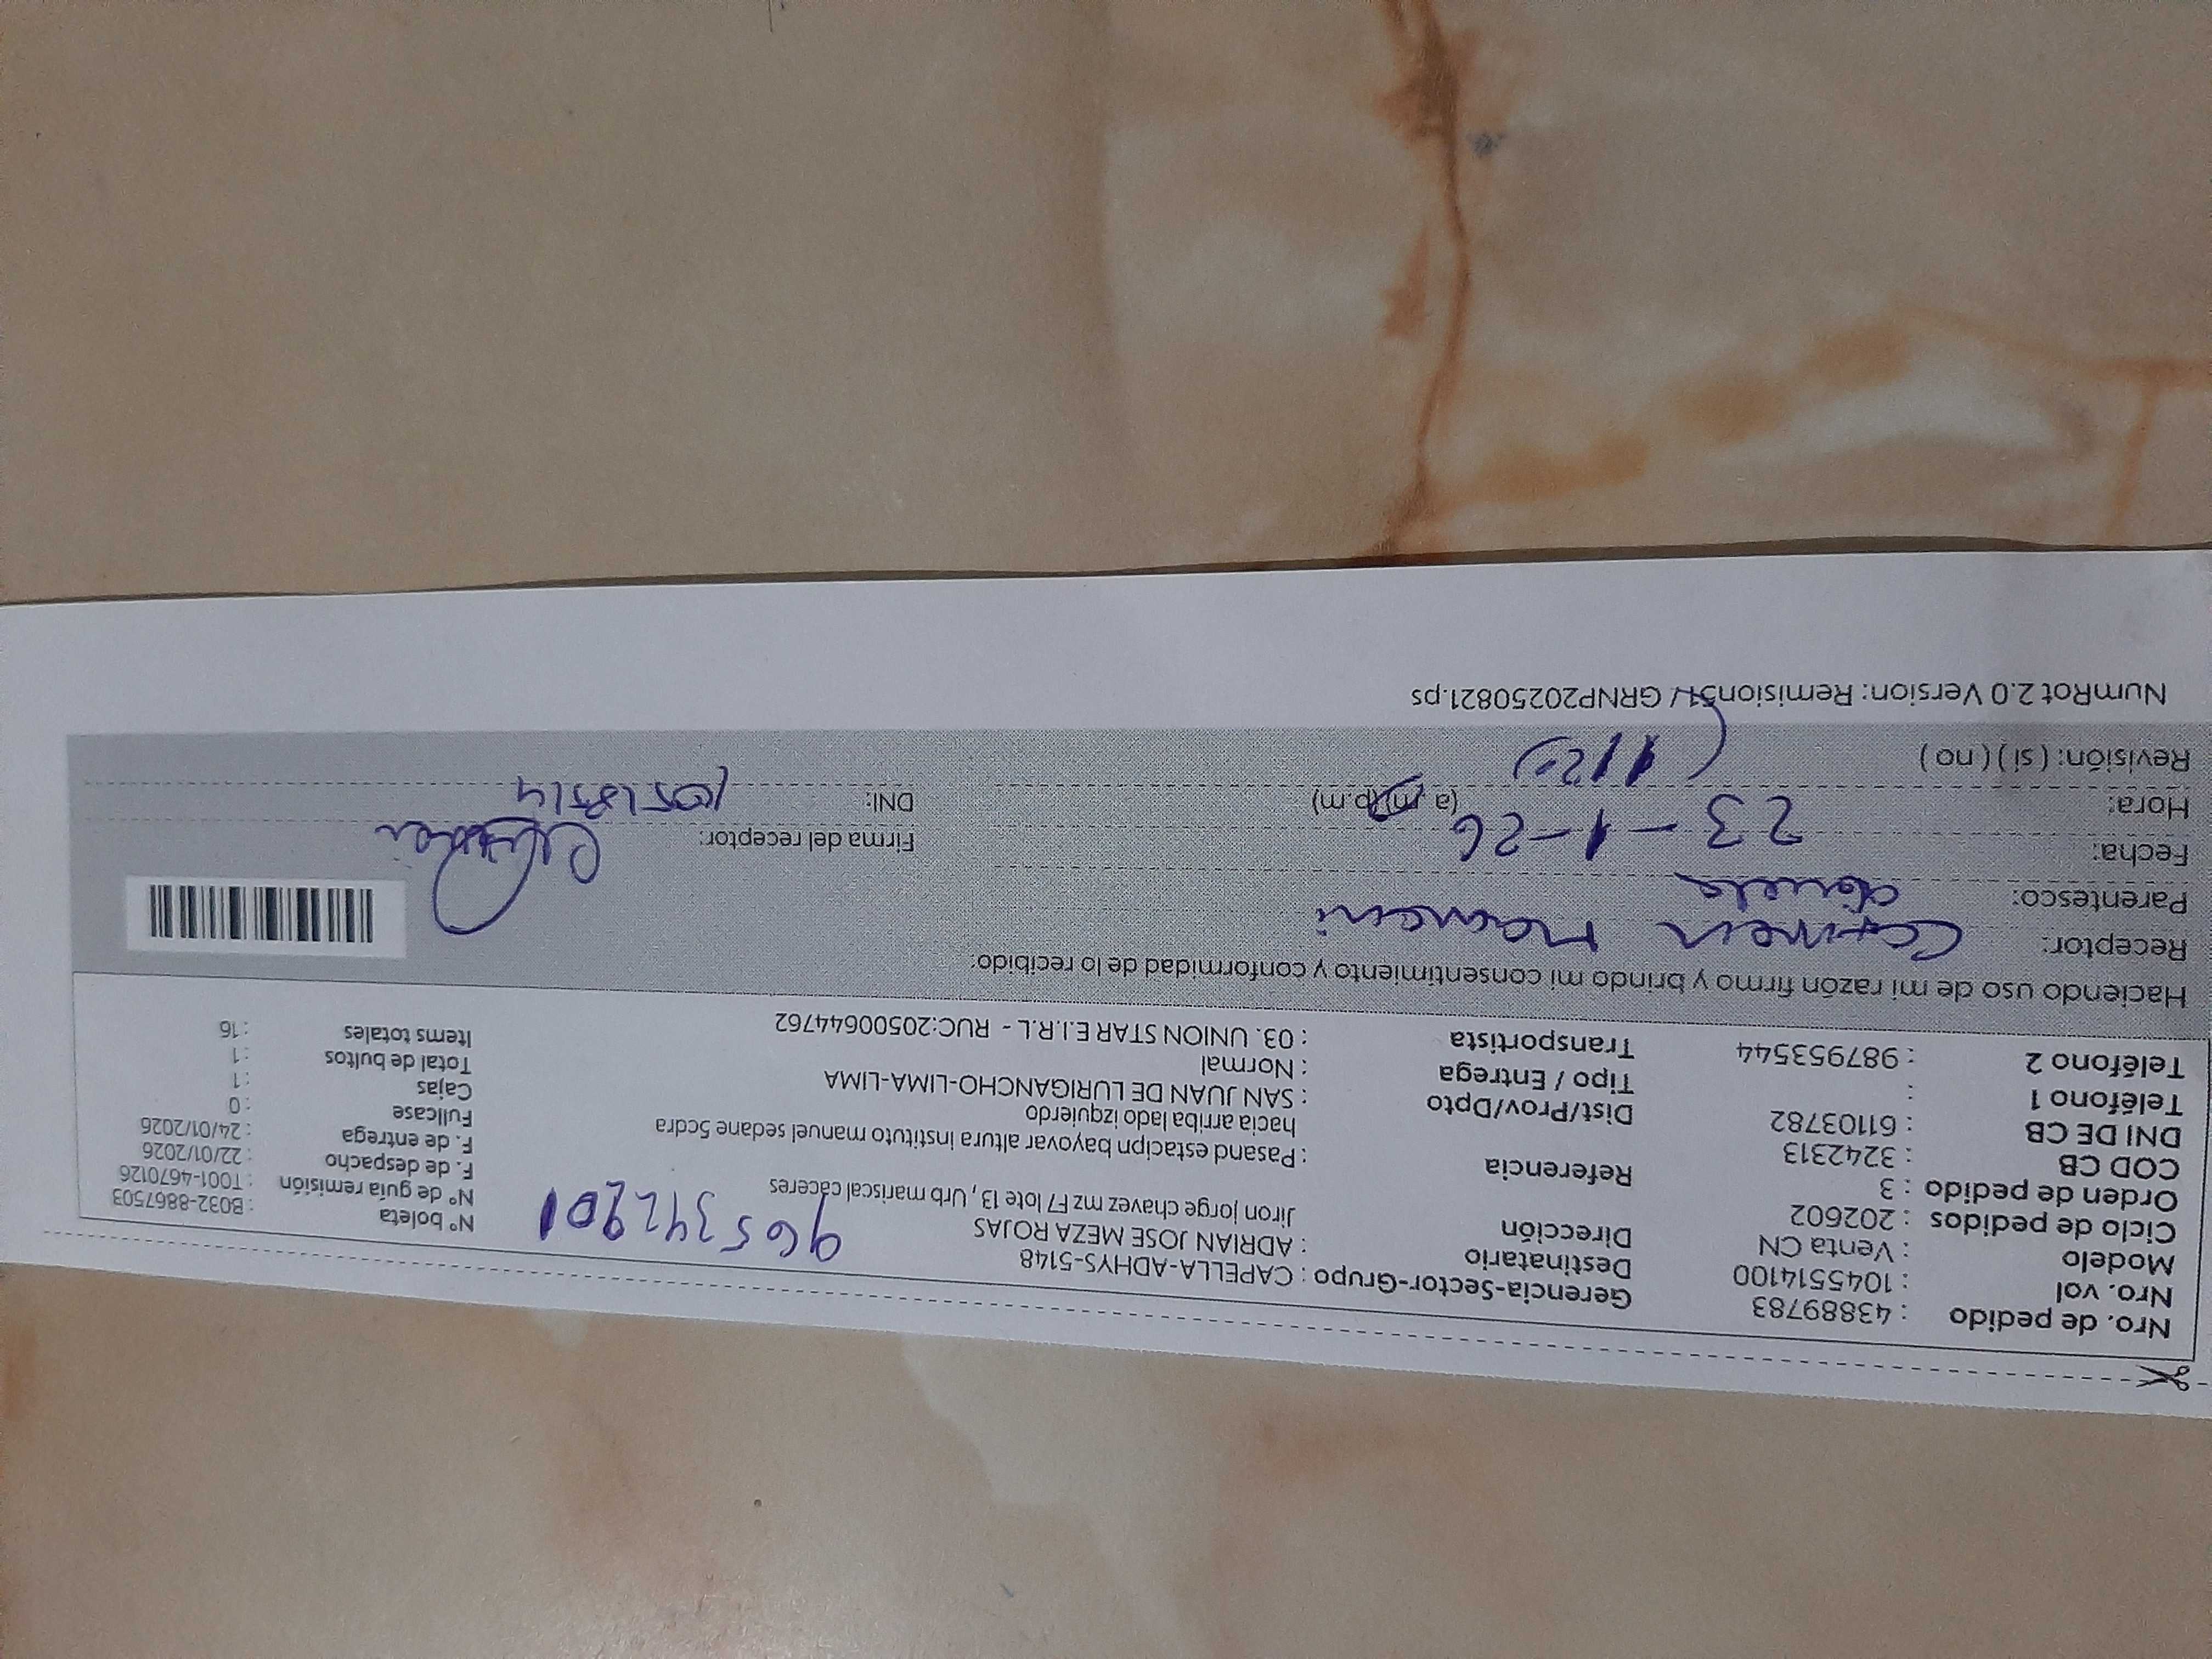 Nro. de pedido : 43889783
Nro. vol : 1045514100
Modelo : Venta CN
Ciclo de pedidos : 202602
Orden de pedido : 3
COD CB : 3242313
DNI DE CB : 61103782
Teléfono 1 :
Teléfono 2 : 987953544
Gerencia-Sector-Grupo : CAPELLA-ADHYS-5148
Destinatario : ADRIAN JOSE MEZA ROJAS
Dirección Jiron jorge chavez mz F7 lote 13, Urb mariscal cáceres
965342901
Referencia : Pasand estacipn bayovar altura instituto manuel sedane 5cdra
hacia arriba lado izquierdo
Dist/Prov/Dpto : SAN JUAN DE LURIGANCHO-LIMA-LIMA
Tipo / Entrega : Normal
Transportista : 03. UNION STAR E.I.R.L - RUC:20500644762
N° boleta : B032-8867503
N° de guía remisión : T001-4670126
F. de despacho : 22/01/2026
F. de entrega : 24/01/2026
Fullcase : 0
Cajas : 1
Total de bultos : 1
Items totales : 16
Haciendo uso de mi razón firmo y brindo mi consentimiento y conformidad de lo recibido:
Receptor: Carmen Mamani
Parentesco: abuela
Fecha: 23-1-26
Firma del receptor:
Hora: (a.m) (p.m)
DNI:
Revisión: ( si ) ( no )
NumRot 2.0 Version: Remision51 / GRNP20250821.ps